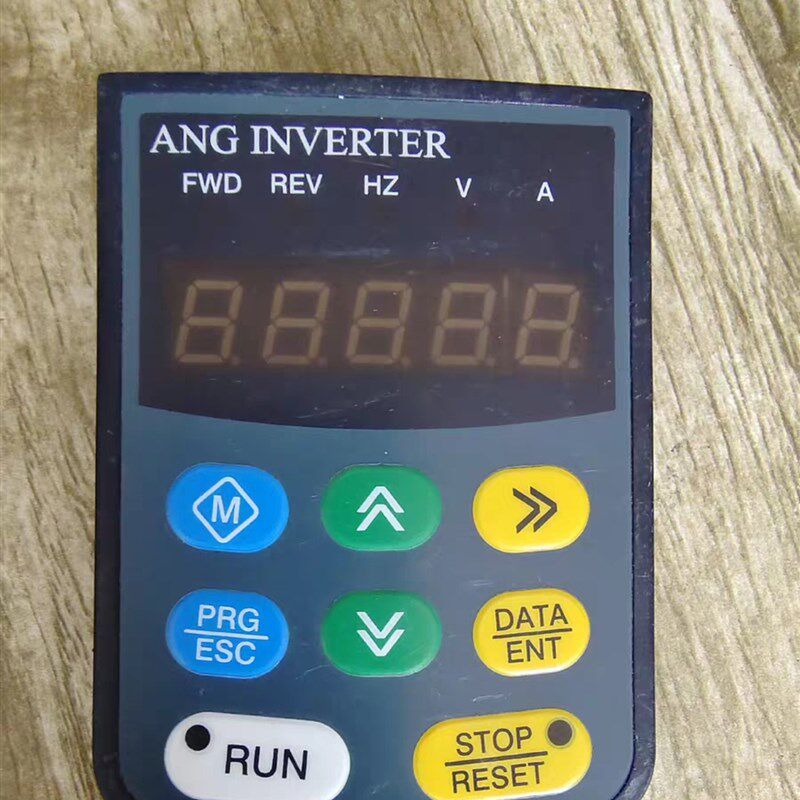 ANG INVERTER
FWD REV HZ V A
M
PRG
ESC
DATA
ENT
RUN
STOP
RESET